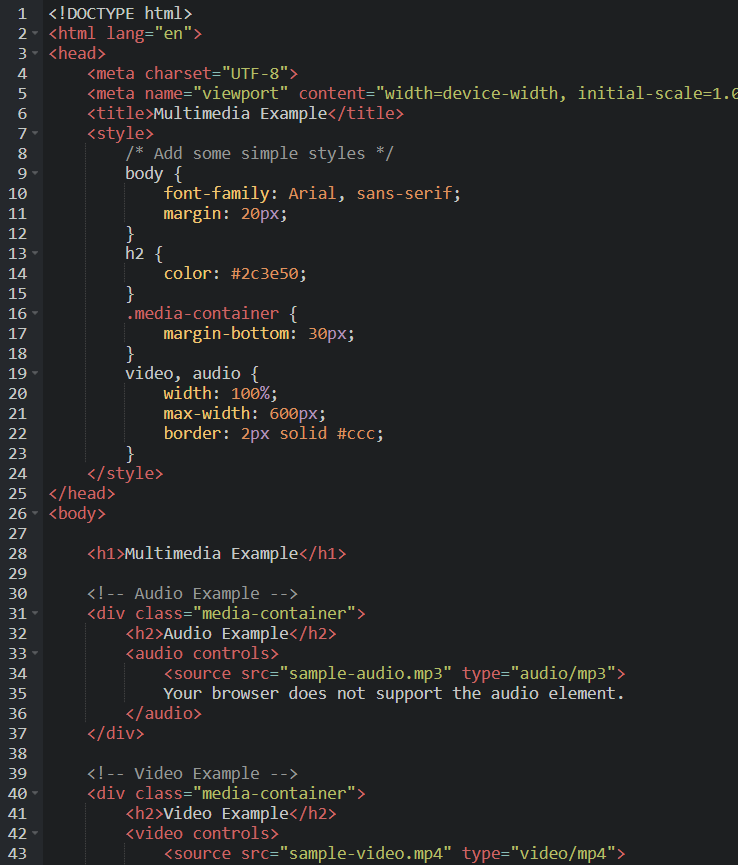 1 <!DOCTYPE html>
2 <html lang="en">
3 <head>
4     <meta charset="UTF-8">
5     <meta name="viewport" content="width=device-width, initial-scale=1.0
6     <title>Multimedia Example</title>
7     <style>
8         /* Add some simple styles */
9         body {
10             font-family: Arial, sans-serif;
11             margin: 20px;
12         }
13         h2 {
14             color: #2c3e50;
15         }
16         .media-container {
17             margin-bottom: 30px;
18         }
19         video, audio {
20             width: 100%;
21             max-width: 600px;
22             border: 2px solid #ccc;
23         }
24     </style>
25 </head>
26 <body>
27
28     <h1>Multimedia Example</h1>
29
30     <!-- Audio Example -->
31     <div class="media-container">
32         <h2>Audio Example</h2>
33         <audio controls>
34             <source src="sample-audio.mp3" type="audio/mp3">
35             Your browser does not support the audio element.
36         </audio>
37     </div>
38
39     <!-- Video Example -->
40     <div class="media-container">
41         <h2>Video Example</h2>
42         <video controls>
43             <source src="sample-video.mp4" type="video/mp4">